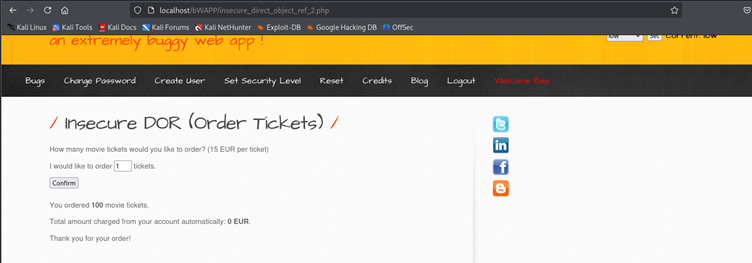 localhost/bWAPP/insecure_direct_object_ref_2.php
Kali Linux Kali Tools Kali Docs Kali Forums Kali NetHunter Exploit-DB Google Hacking DB OffSec
an extremely buggy web app !
low Set Current low
Bugs Change Password Create User Set Security Level Reset Credits Blog Logout Welcome Bee
/ Insecure DOR (Order Tickets) /
How many movie tickets would you like to order? (15 EUR per ticket)
I would like to order 1 tickets.
Confirm
You ordered 100 movie tickets.
Total amount charged from your account automatically: 0 EUR.
Thank you for your order!